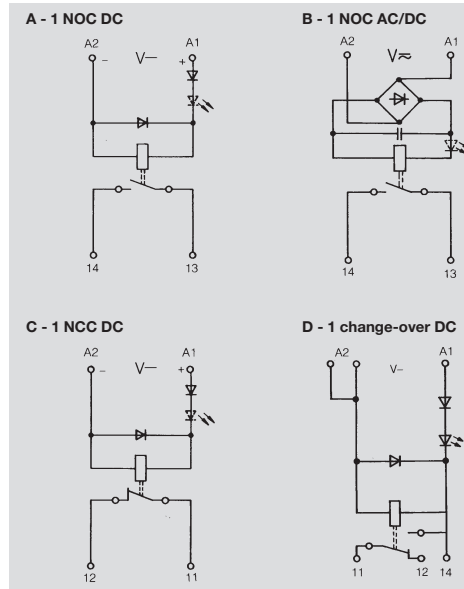 A - 1 NOC DC
A2 - V⎓ + A1
14 13
B - 1 NOC AC/DC
A2 V≂ A1
14 13
C - 1 NCC DC
A2 - V⎓ + A1
12 11
D - 1 change-over DC
A2 V- A1
11 12 14